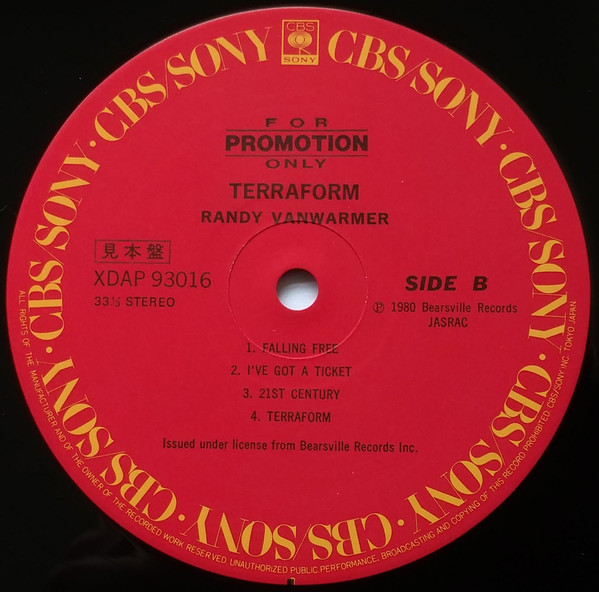 CBS/SONY · CBS/SONY · CBS/SONY · CBS/SONY · CBS/SONY · CBS/SONY · CBS/SONY · CBS/SONY
CBS
SONY
FOR
PROMOTION
ONLY
TERRAFORM
RANDY VANWARMER
見本盤
XDAP 93016
33⅓ STEREO
SIDE B
Ⓟ 1980 Bearsville Records
JASRAC
1. FALLING FREE
2. I'VE GOT A TICKET
3. 21ST CENTURY
4. TERRAFORM
Issued under license from Bearsville Records Inc.
ALL RIGHTS OF THE MANUFACTURER AND OF THE OWNER OF THE RECORDED WORK RESERVED. UNAUTHORIZED PUBLIC PERFORMANCE, BROADCASTING AND COPYING OF THIS RECORD PROHIBITED. CBS/SONY INC. TOKYO JAPAN